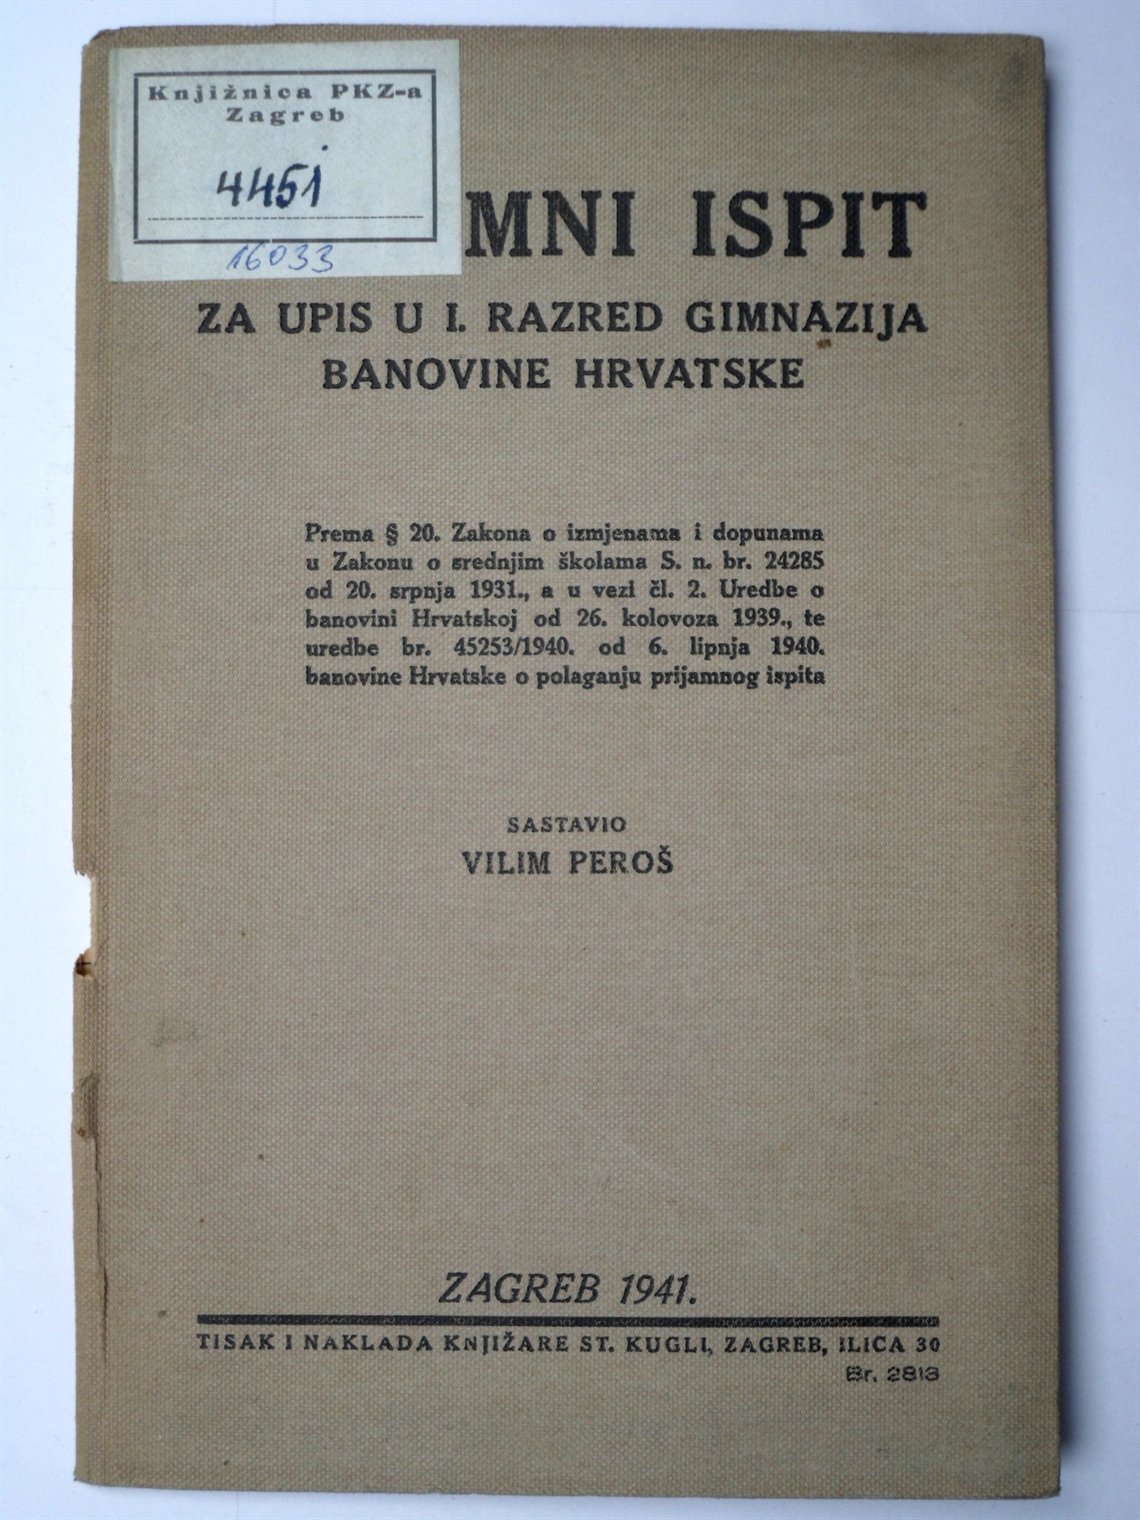 Knjižnica PKZ-a
Zagreb
4451
16033
MNI ISPIT
ZA UPIS U I. RAZRED GIMNAZIJA
BANOVINE HRVATSKE
Prema § 20. Zakona o izmjenama i dopunama
u Zakonu o srednjim školama S. n. br. 24285
od 20. srpnja 1931., a u vezi čl. 2. Uredbe o
banovini Hrvatskoj od 26. kolovoza 1939., te
uredbe br. 45253/1940. od 6. lipnja 1940.
banovine Hrvatske o polaganju prijamnog ispita
SASTAVIO
VILIM PEROŠ
ZAGREB 1941.
TISAK I NAKLADA KNJIŽARE ST. KUGLI, ZAGREB, ILICA 30
Br. 2813